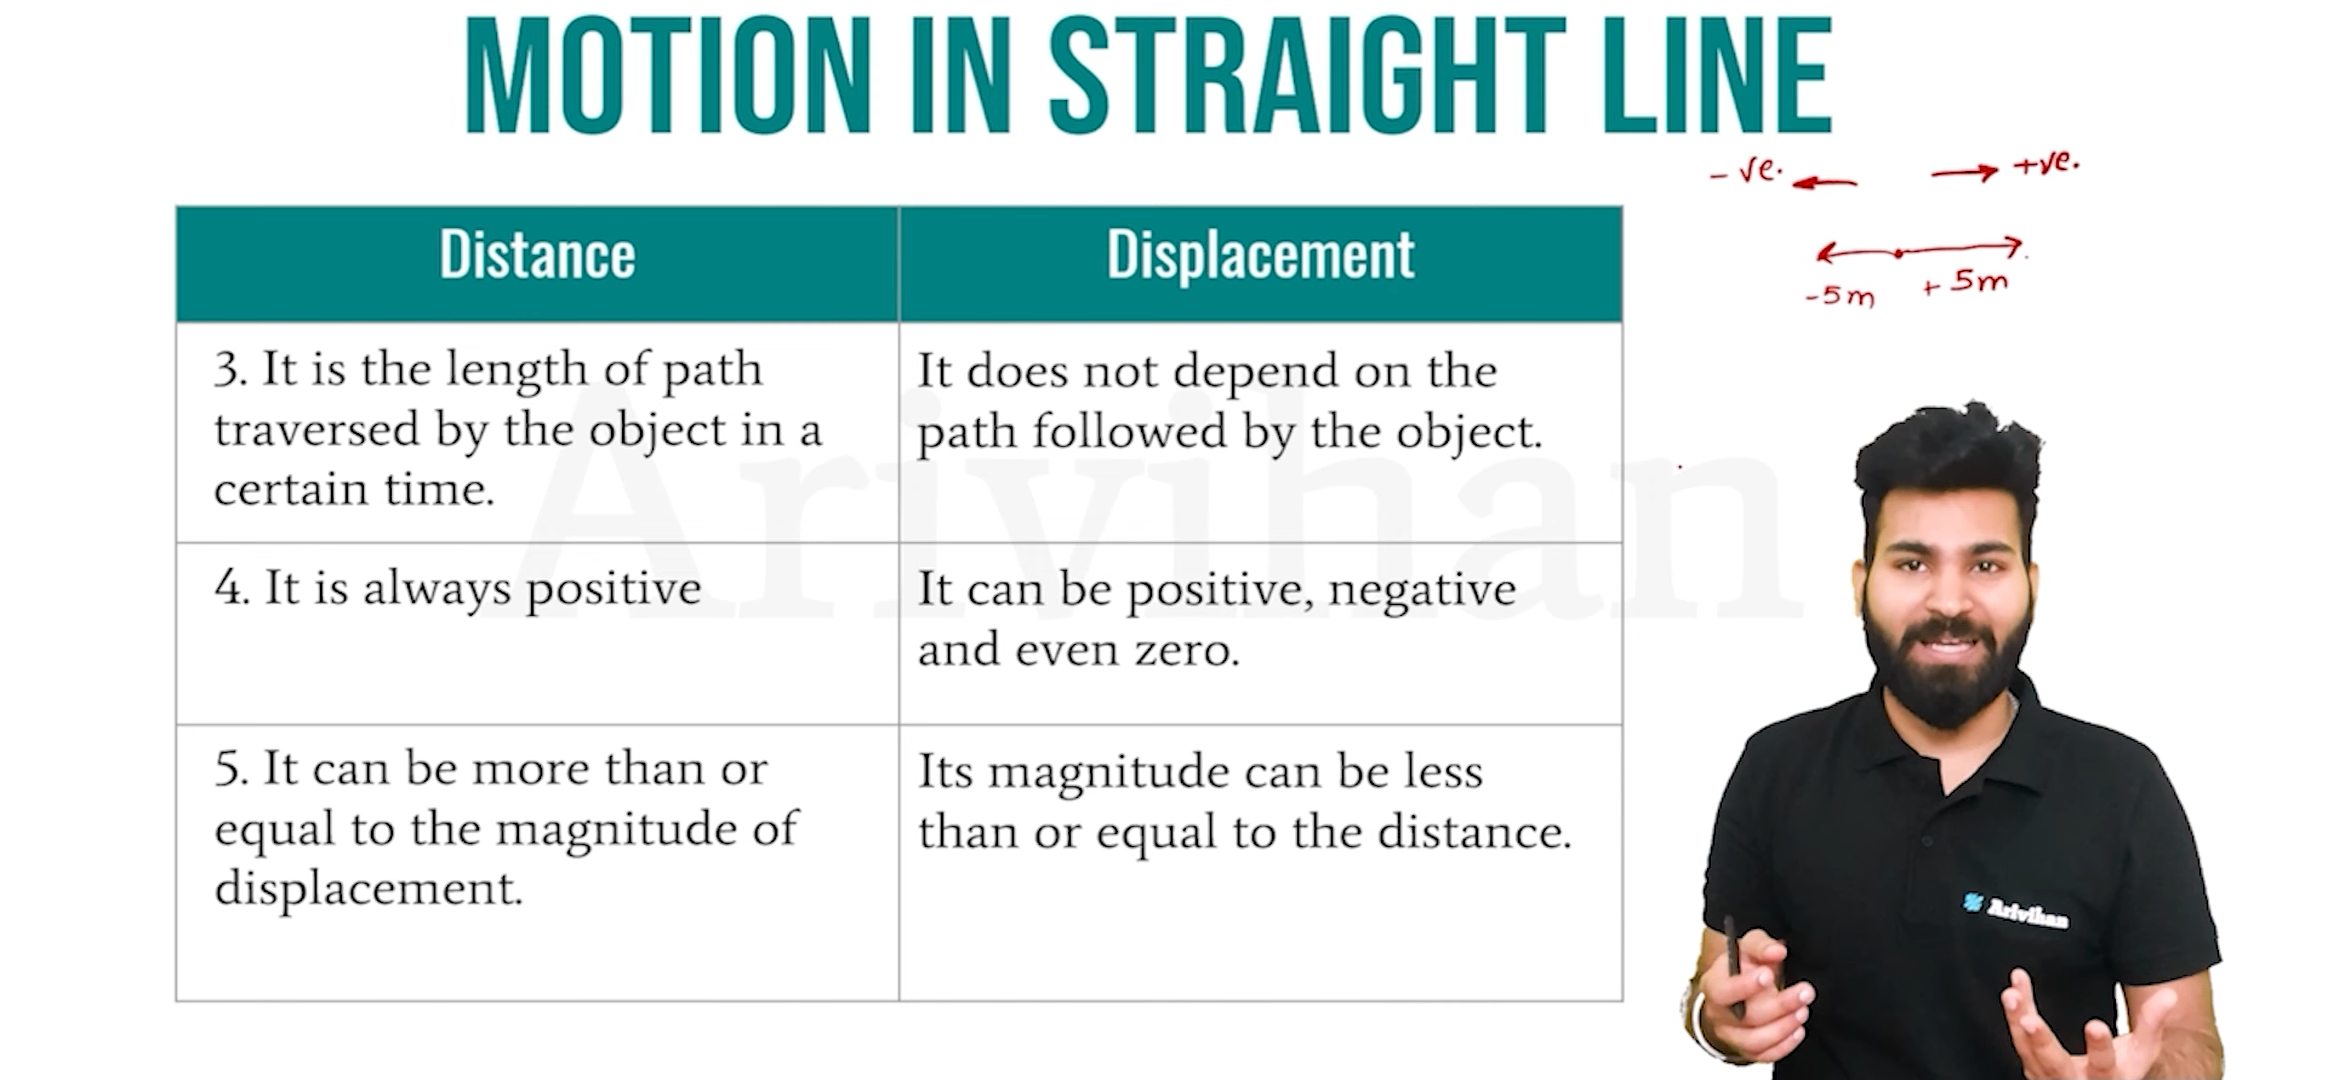 MOTION IN STRAIGHT LINE
- ve.
+ve.
-5m
+ 5m
Distance
Displacement
3. It is the length of path
traversed by the object in a
certain time.
It does not depend on the
path followed by the object.
4. It is always positive
It can be positive, negative
and even zero.
5. It can be more than or
equal to the magnitude of
displacement.
Its magnitude can be less
than or equal to the distance.
Arivihan
Arivihan